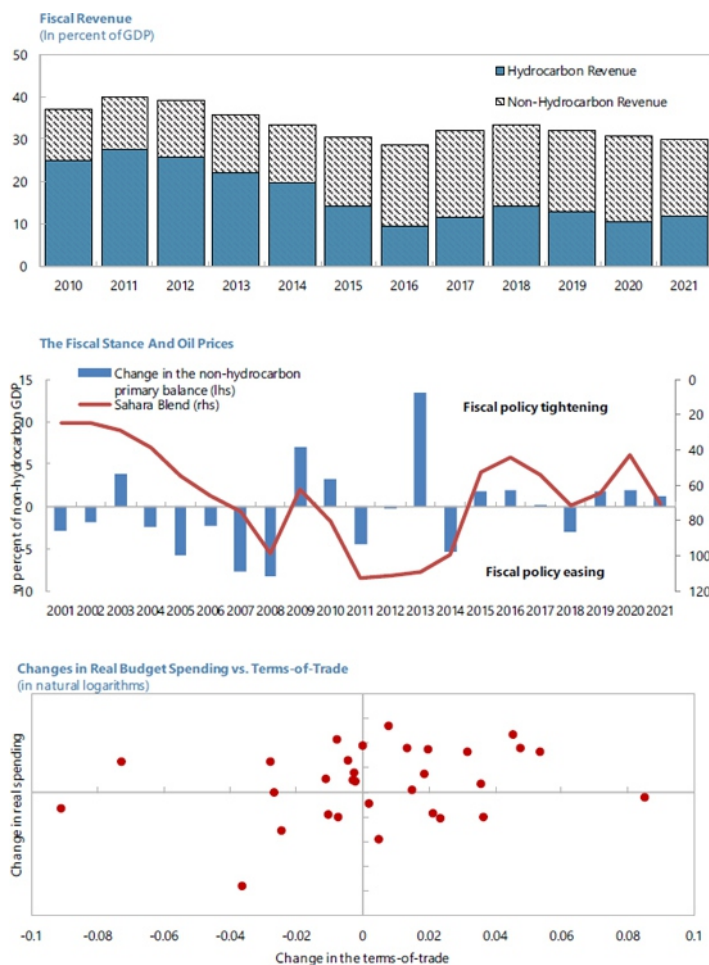 Fiscal Revenue
(In percent of GDP)
50
40
30
20
10
0
Hydrocarbon Revenue
Non-Hydrocarbon Revenue
2010 2011 2012 2013 2014 2015 2016 2017 2018 2019 2020 2021
The Fiscal Stance And Oil Prices
15
10
5
0
-5
-10
In percent of non-hydrocarbon GDP
Change in the non-hydrocarbon
primary balance (lhs)
Sahara Blend (rhs)
Fiscal policy tightening
Fiscal policy easing
0
20
40
60
80
100
120
2001 2002 2003 2004 2005 2006 2007 2008 2009 2010 2011 2012 2013 2014 2015 2016 2017 2018 2019 2020 2021
Changes in Real Budget Spending vs. Terms-of-Trade
(in natural logarithms)
Change in real spending
-0.1 -0.08 -0.06 -0.04 -0.02 0 0.02 0.04 0.06 0.08 0.1
Change in the terms-of-trade